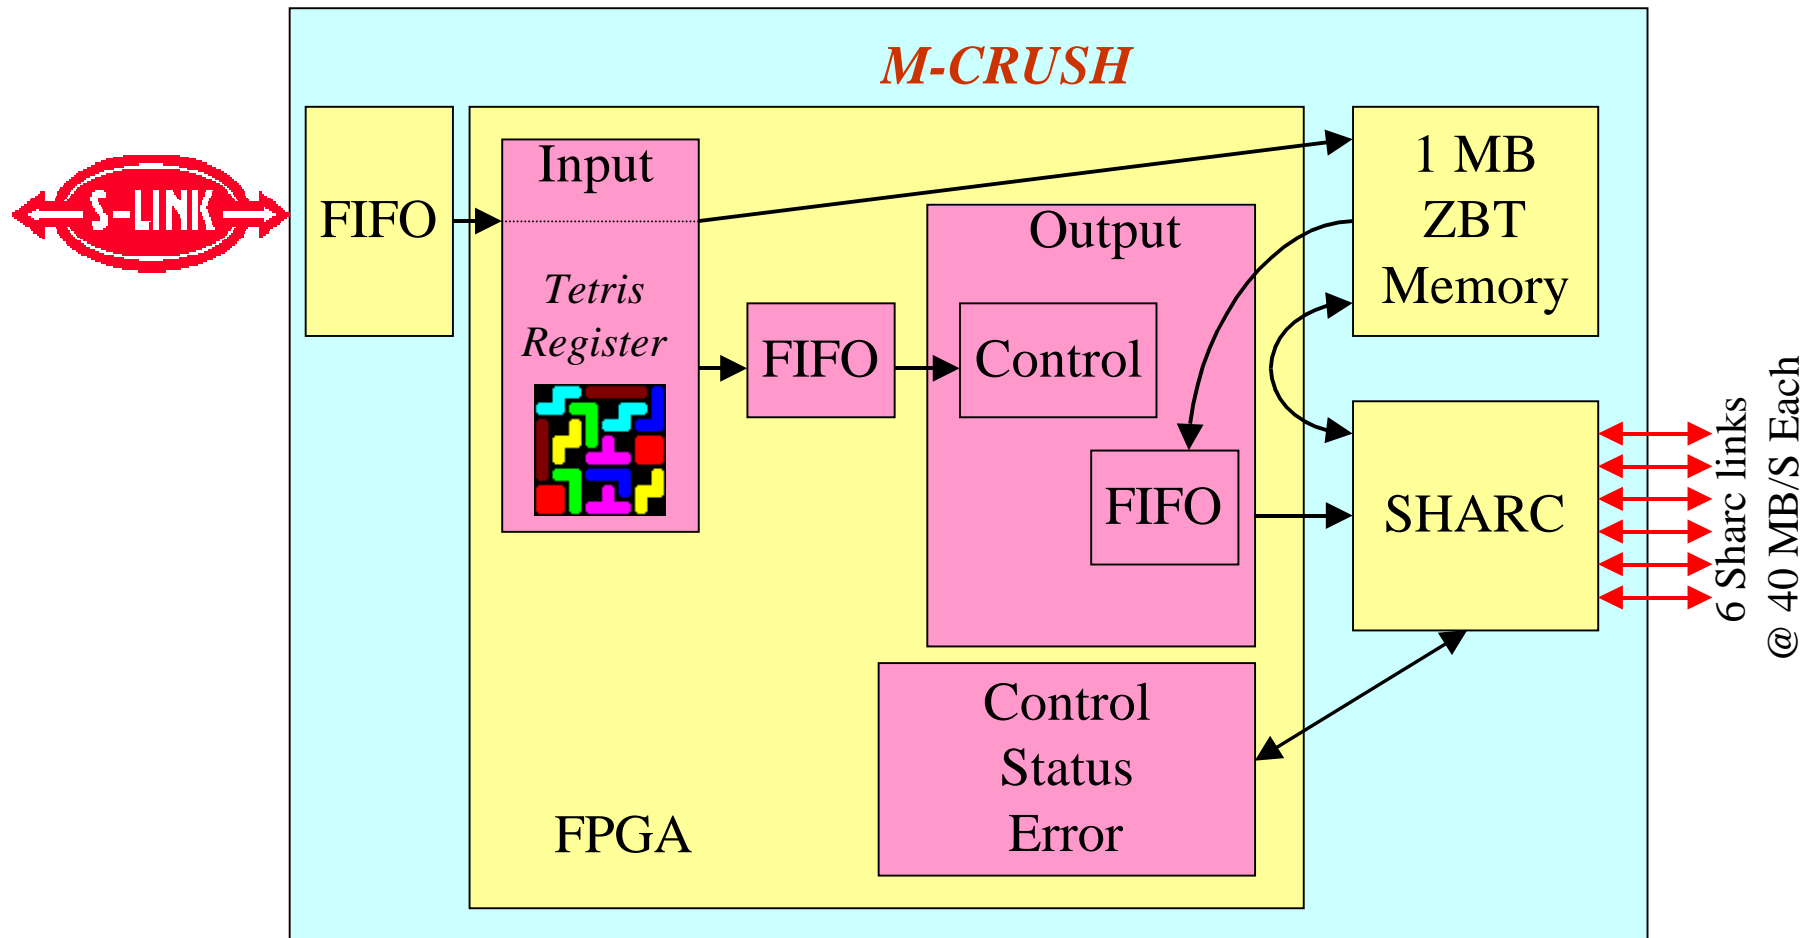 M-CRUSH
S-LINK
FIFO
Input
Tetris
Register
FIFO
Output
Control
FIFO
1 MB
ZBT
Memory
SHARC
6 Sharc links
@ 40 MB/S Each
Control
Status
Error
FPGA